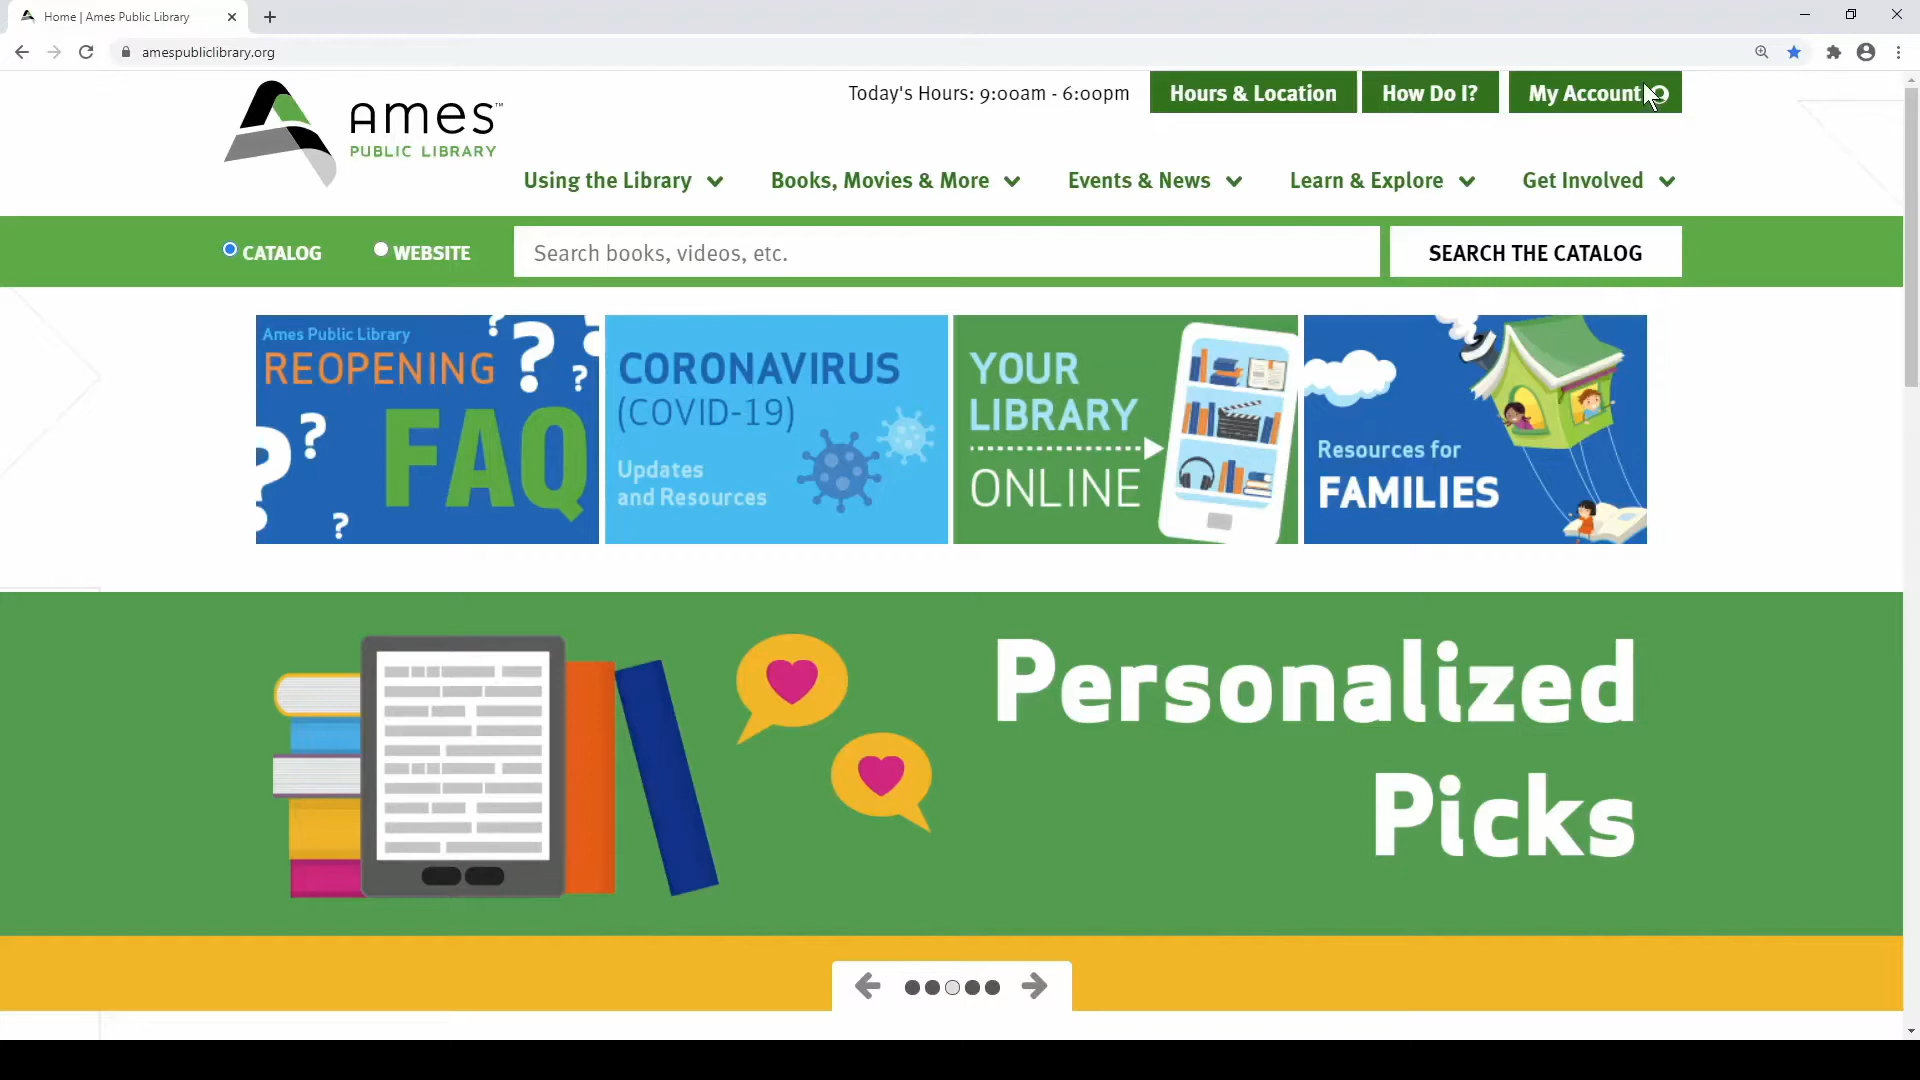 Home | Ames Public Library
amespubliclibrary.org
Today's Hours: 9:00am - 6:00pm
Hours & Location
How Do I?
My Account
ames™
PUBLIC LIBRARY
Using the Library
Books, Movies & More
Events & News
Learn & Explore
Get Involved
CATALOG
WEBSITE
Search books, videos, etc.
SEARCH THE CATALOG
Ames Public Library
REOPENING
FAQ
CORONAVIRUS
(COVID-19)
Updates
and Resources
YOUR
LIBRARY
ONLINE
Resources for
FAMILIES
Personalized
Picks